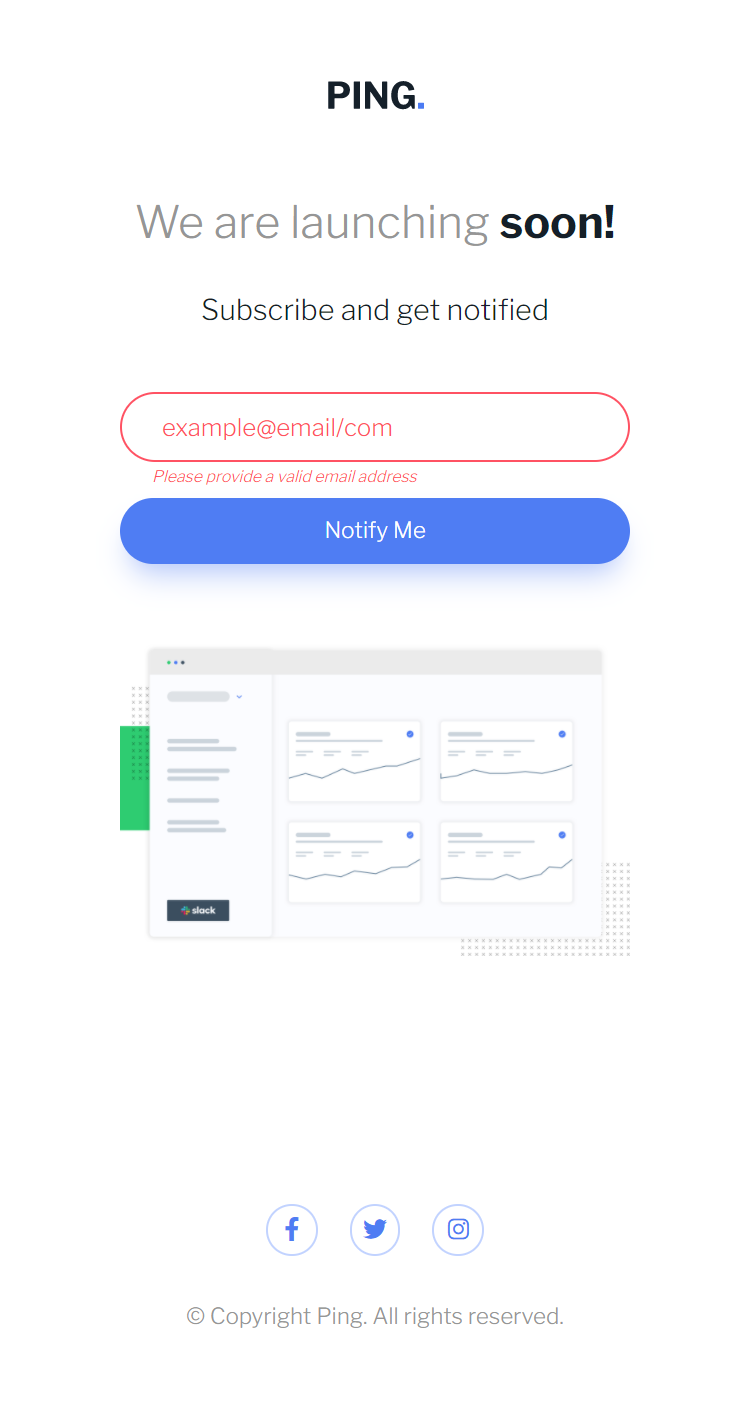 PING.
We are launching soon!
Subscribe and get notified
example@email/com
Please provide a valid email address
Notify Me
slack
© Copyright Ping. All rights reserved.